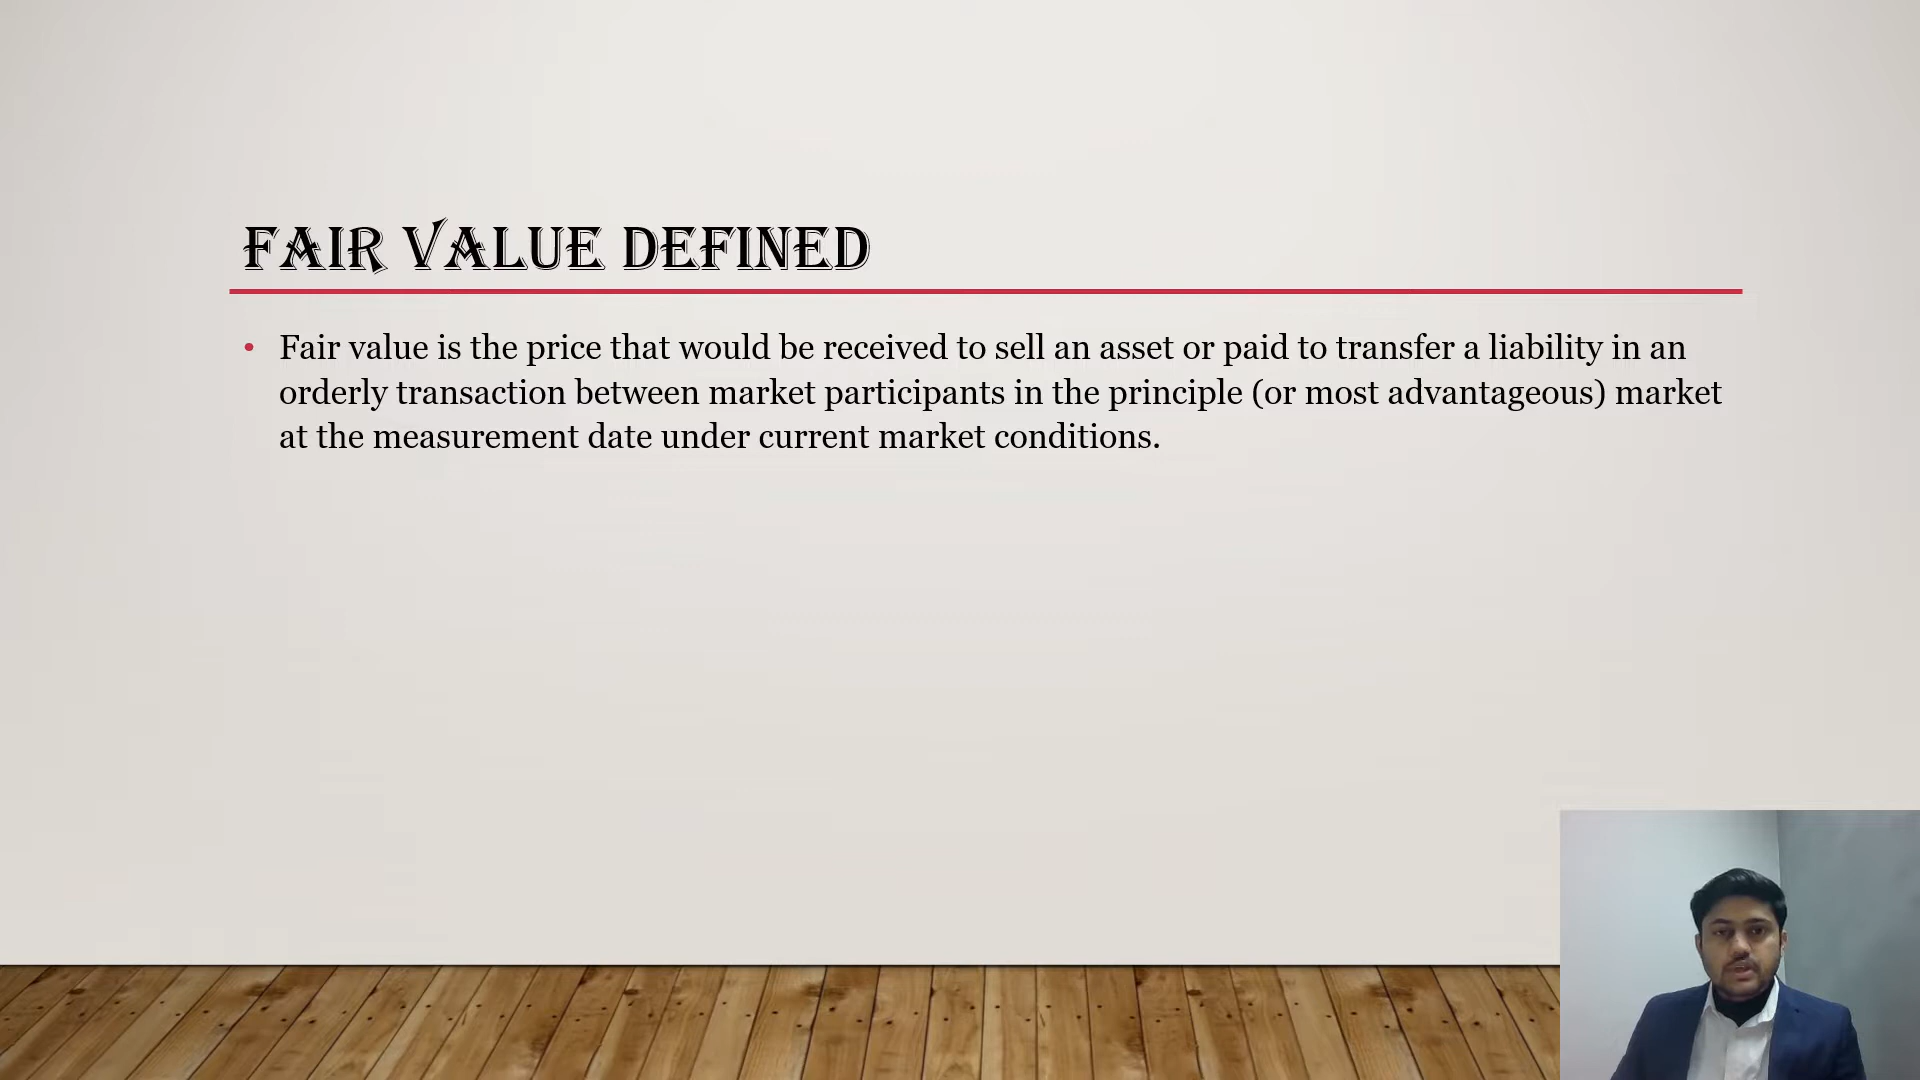 FAIR VALUE DEFINED
• Fair value is the price that would be received to sell an asset or paid to transfer a liability in an
orderly transaction between market participants in the principle (or most advantageous) market
at the measurement date under current market conditions.